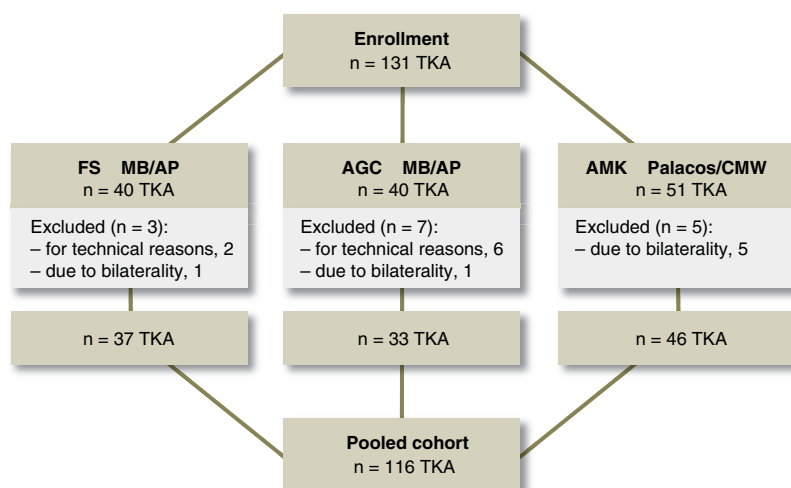 Enrollment
n = 131 TKA
FS MB/AP
n = 40 TKA
Excluded (n = 3):
– for technical reasons, 2
– due to bilaterality, 1
n = 37 TKA
AGC MB/AP
n = 40 TKA
Excluded (n = 7):
– for technical reasons, 6
– due to bilaterality, 1
n = 33 TKA
AMK Palacos/CMW
n = 51 TKA
Excluded (n = 5):
– due to bilaterality, 5
n = 46 TKA
Pooled cohort
n = 116 TKA